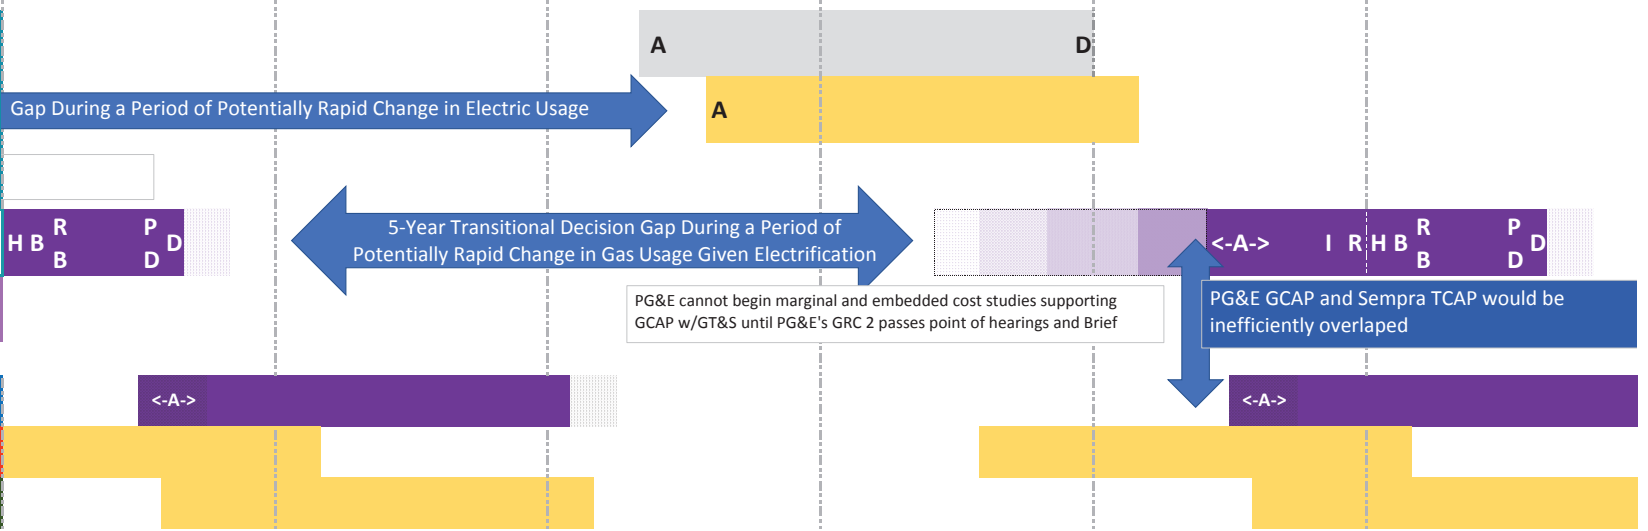 A D
Gap During a Period of Potentially Rapid Change in Electric Usage
A
H B R B P D D
5-Year Transitional Decision Gap During a Period of
Potentially Rapid Change in Gas Usage Given Electrification
<-A-> I R H B R B P D D
PG&E cannot begin marginal and embedded cost studies supporting
GCAP w/GT&S until PG&E's GRC 2 passes point of hearings and Brief
PG&E GCAP and Sempra TCAP would be
inefficiently overlaped
<-A->
<-A->